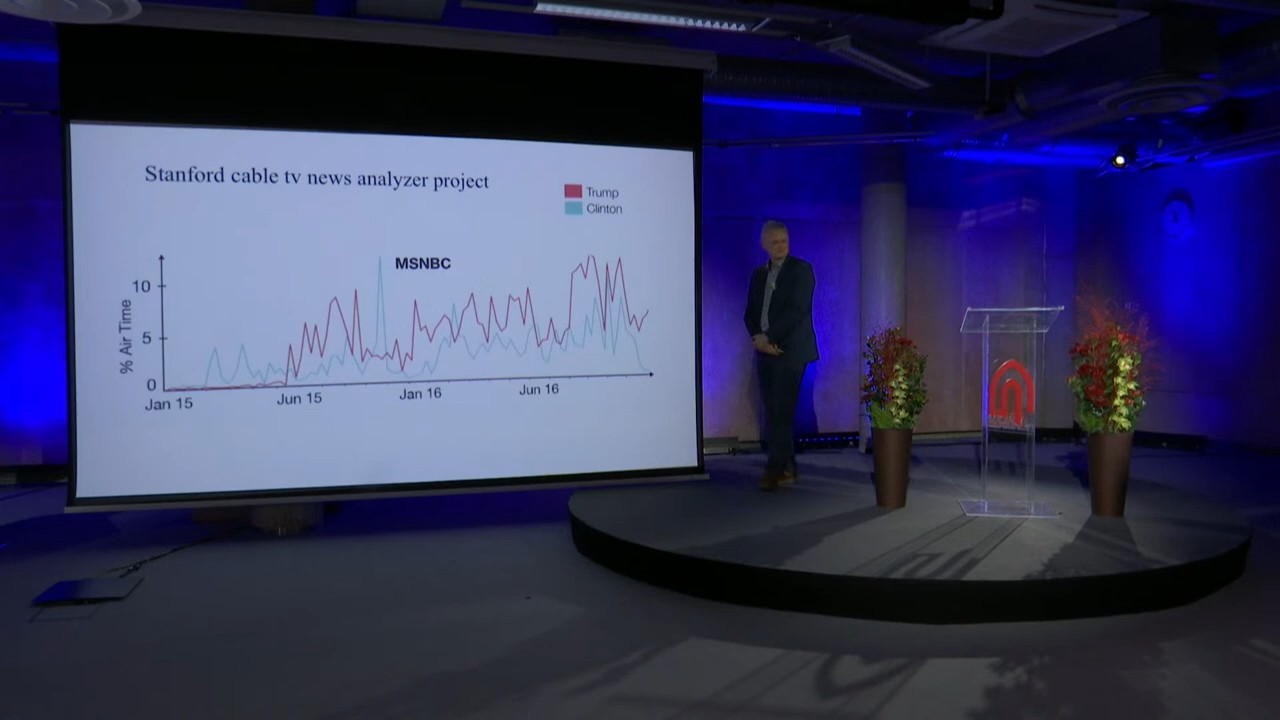 Stanford cable tv news analyzer project
Trump
Clinton
MSNBC
% Air Time
10
5
0
Jan 15
Jun 15
Jan 16
Jun 16